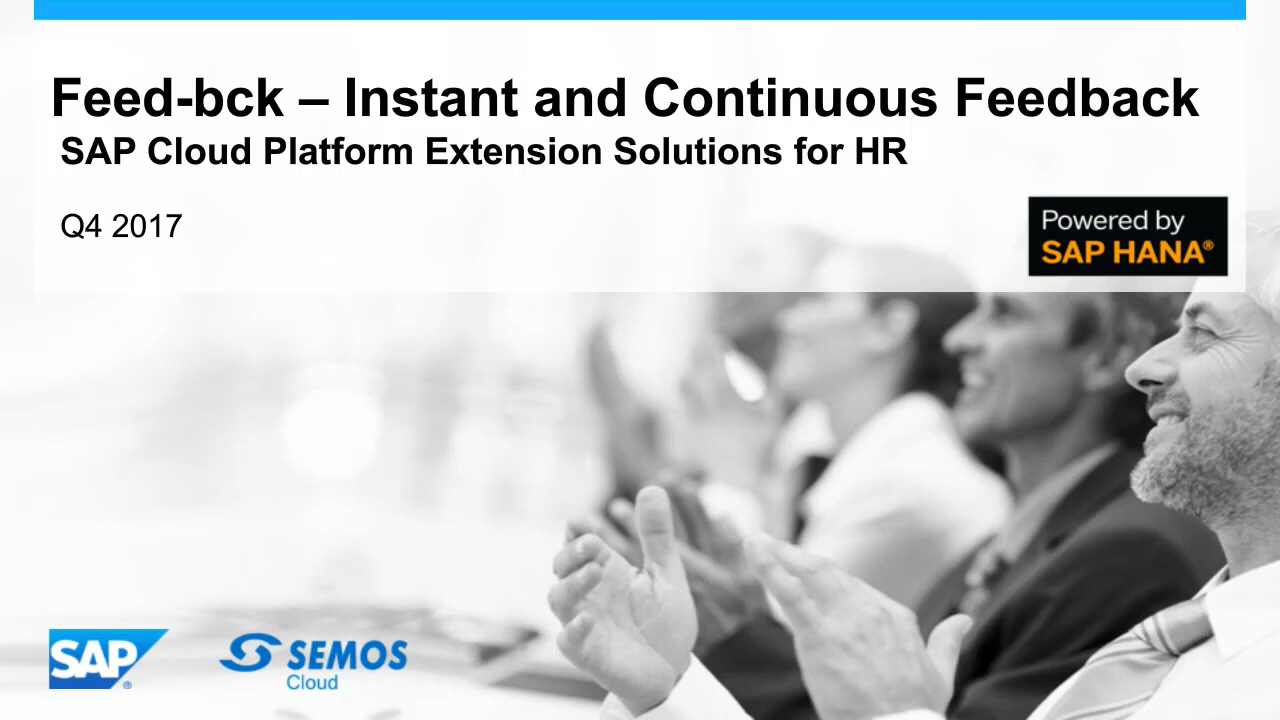 Feed-bck – Instant and Continuous Feedback
SAP Cloud Platform Extension Solutions for HR
Q4 2017
Powered by
SAP HANA®
SAP®
SEMOS
Cloud